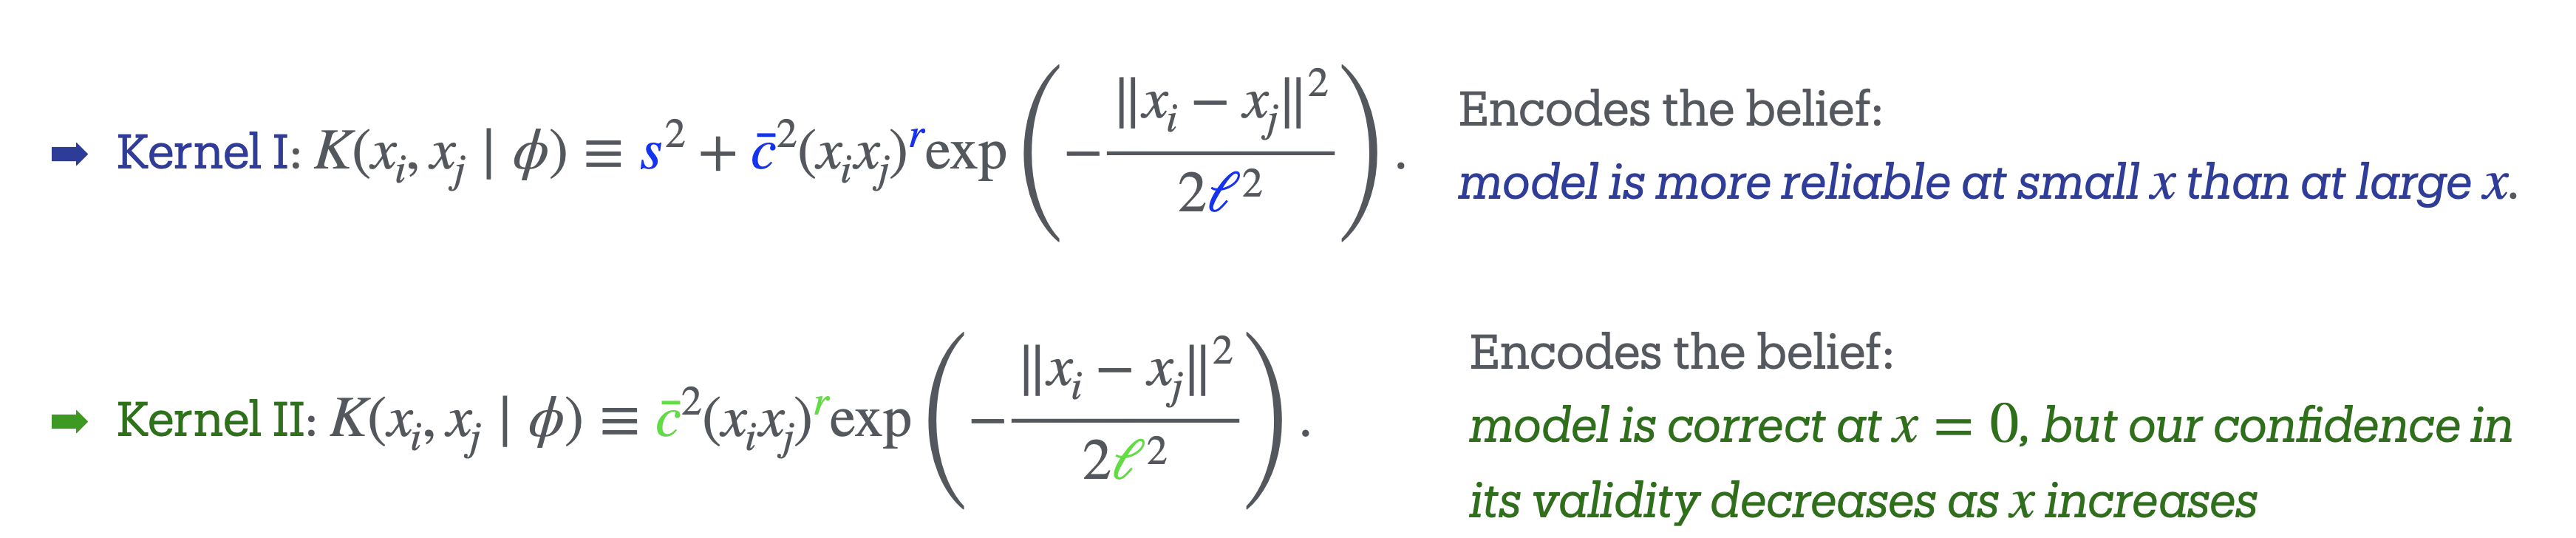 ➡ Kernel I: K(x_i, x_j | ϕ) ≡ s² + c̄²(x_i x_j)^r exp(−‖x_i − x_j‖² / 2ℓ²).
Encodes the belief:
model is more reliable at small x than at large x.
➡ Kernel II: K(x_i, x_j | ϕ) ≡ c̄²(x_i x_j)^r exp(−‖x_i − x_j‖² / 2ℓ²).
Encodes the belief:
model is correct at x = 0, but our confidence in
its validity decreases as x increases